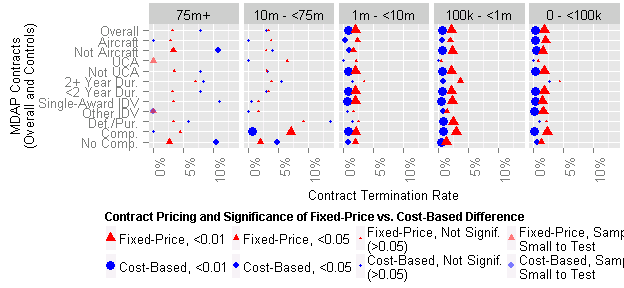 75m+ 10m - <75m 1m - <10m 100k - <1m 0 - <100k
MDAP Contracts
(Overall and Controls)
Overall
Aircraft
Not Aircraft
UCA
Not UCA
2+ Year Dur.
<2 Year Dur.
Single-Award IDV
Other IDV
Def./Pur.
Comp.
No Comp.
0% 5% 10% 0% 5% 10% 0% 5% 10% 0% 5% 10% 0% 5% 10%
Contract Termination Rate
Contract Pricing and Significance of Fixed-Price vs. Cost-Based Difference
Fixed-Price, <0.01 Fixed-Price, <0.05 Fixed-Price, Not Signif. (>0.05) Fixed-Price, Samp Small to Test
Cost-Based, <0.01 Cost-Based, <0.05 Cost-Based, Not Signif. (>0.05) Cost-Based, Samp Small to Test